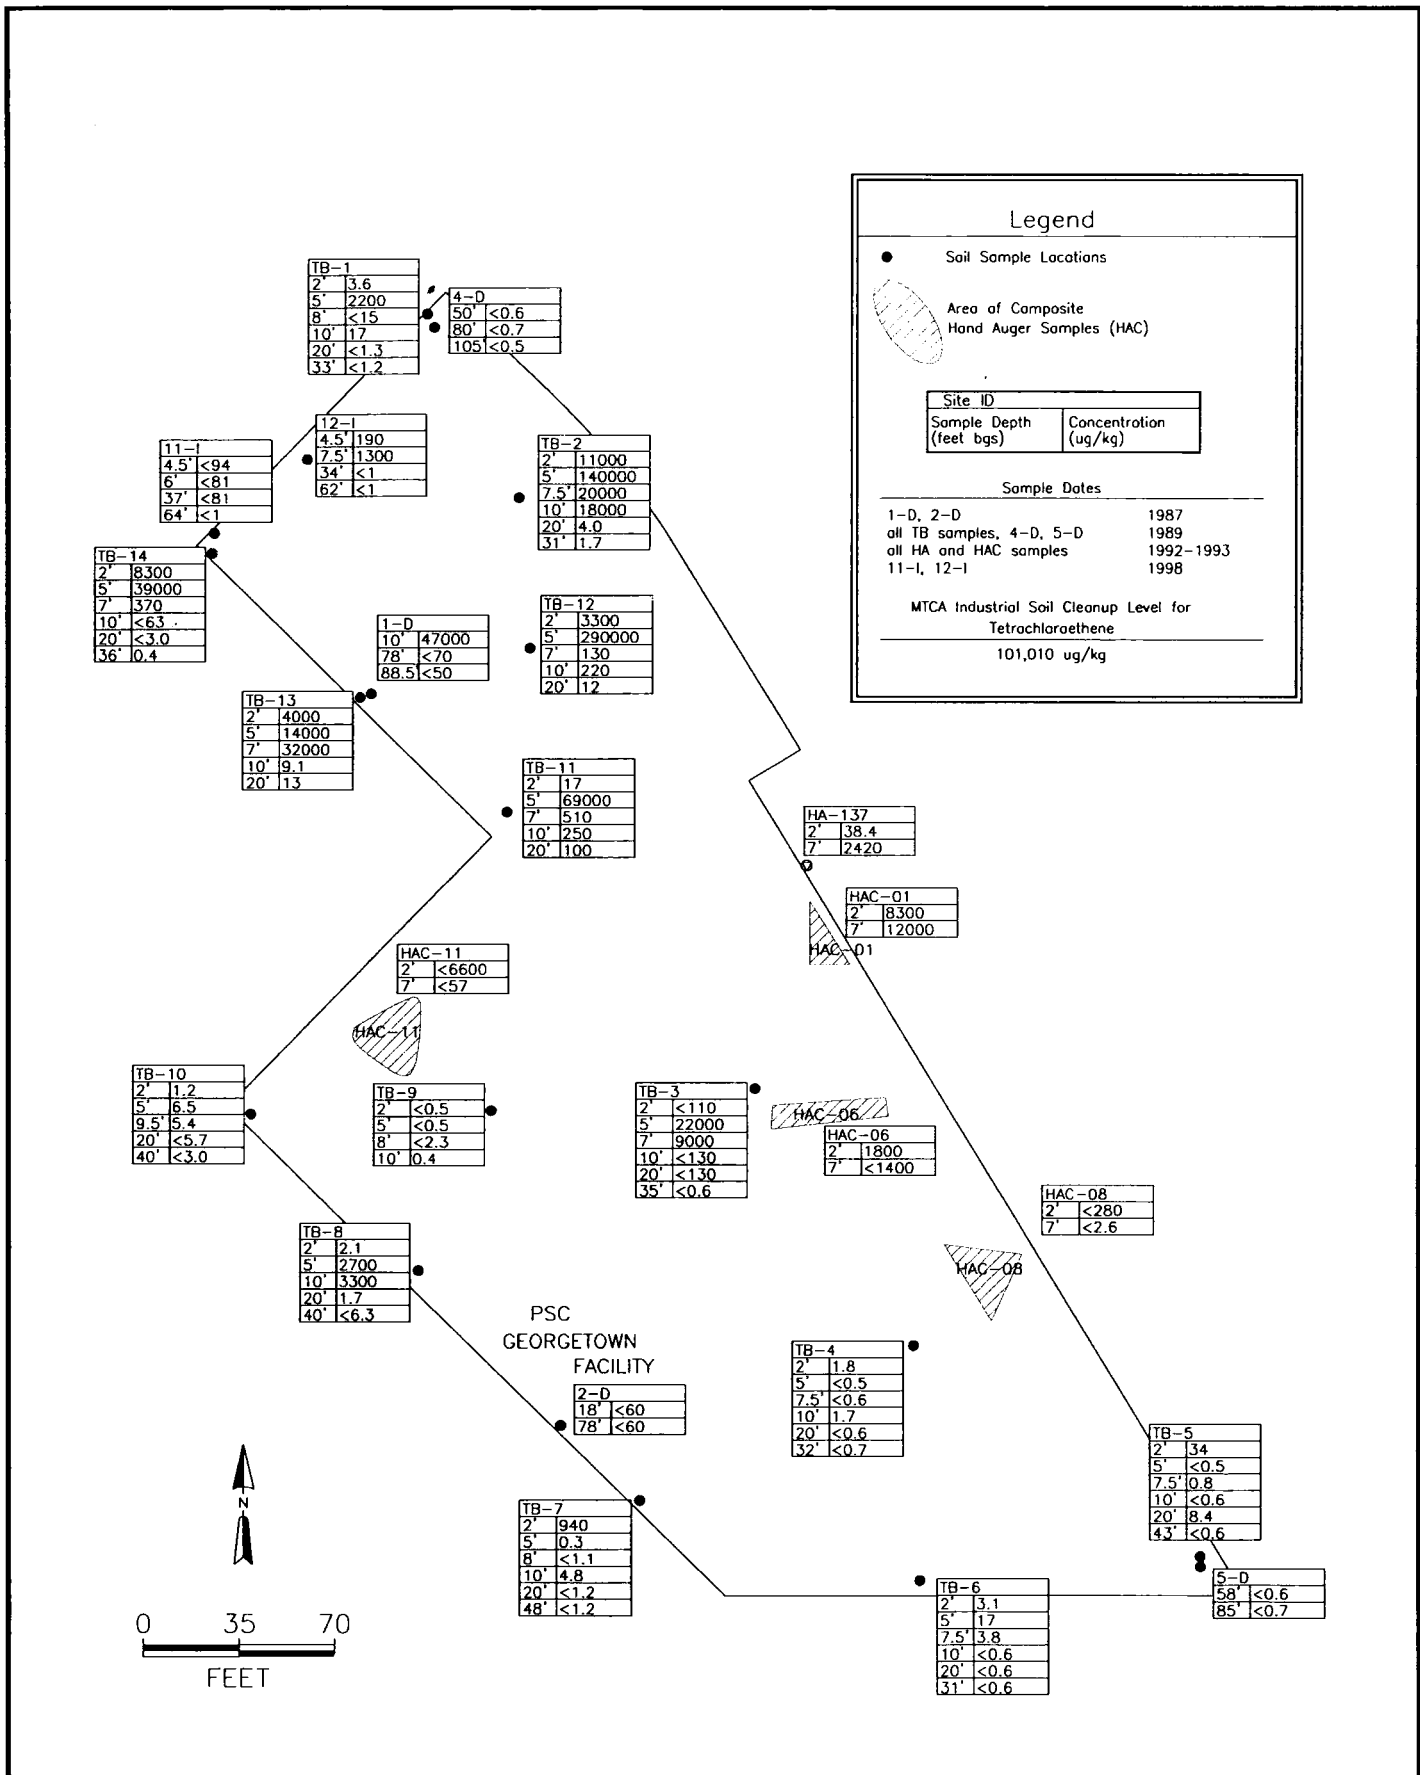 Legend
Soil Sample Locations
Area of Composite
Hand Auger Samples (HAC)
Site ID
Sample Depth (feet bgs) Concentration (ug/kg)
Sample Dates
1-D, 2-D 1987
all TB samples, 4-D, 5-D 1989
all HA and HAC samples 1992-1993
11-I, 12-I 1998
MTCA Industrial Soil Cleanup Level for
Tetrachloroethene
101,010 ug/kg
TB-1
2' 3.6
5' 2200
8' <15
10' 17
20' <1.3
33' <1.2
4-D
50' <0.6
80' <0.7
105' <0.5
12-I
4.5' 190
7.5' 1300
34' <1
62' <1
11-I
4.5' <94
6' <81
37' <81
64' <1
TB-2
2' 11000
5' 140000
7.5' 20000
10' 18000
20' 4.0
31' 1.7
TB-14
2' 8300
5' 39000
7' 370
10' <63
20' <3.0
36' 0.4
1-D
10' 47000
78' <70
88.5' <50
TB-12
2' 3300
5' 290000
7' 130
10' 220
20' 12
TB-13
2' 4000
5' 14000
7' 32000
10' 9.1
20' 13
TB-11
2' 17
5' 69000
7' 510
10' 250
20' 100
HA-137
2' 38.4
7' 2420
HAC-01
2' 8300
7' 12000
HAC-01
HAC-11
2' <6600
7' <57
HAC-11
TB-10
2' 1.2
5' 6.5
9.5' 5.4
20' <5.7
40' <3.0
TB-9
2' <0.5
5' <0.5
8' <2.3
10' 0.4
TB-3
2' <110
5' 22000
7' 9000
10' <130
20' <130
35' <0.6
HAC-06
HAC-06
2' 1800
7' <1400
HAC-08
2' <280
7' <2.6
HAC-08
TB-8
2' 2.1
5' 2700
10' 3300
20' 1.7
40' <6.3
PSC
GEORGETOWN
FACILITY
2-D
18' <60
78' <60
TB-4
2' 1.8
5' <0.5
7.5' <0.6
10' 1.7
20' <0.6
32' <0.7
TB-5
2' 34
5' <0.5
7.5' 0.8
10' <0.6
20' 8.4
43' <0.6
TB-7
2' 940
5' 0.3
8' <1.1
10' 4.8
20' <1.2
48' <1.2
5-D
58' <0.6
85' <0.7
TB-6
2' 3.1
5' 17
7.5' 3.8
10' <0.6
20' <0.6
31' <0.6
N
0 35 70
FEET